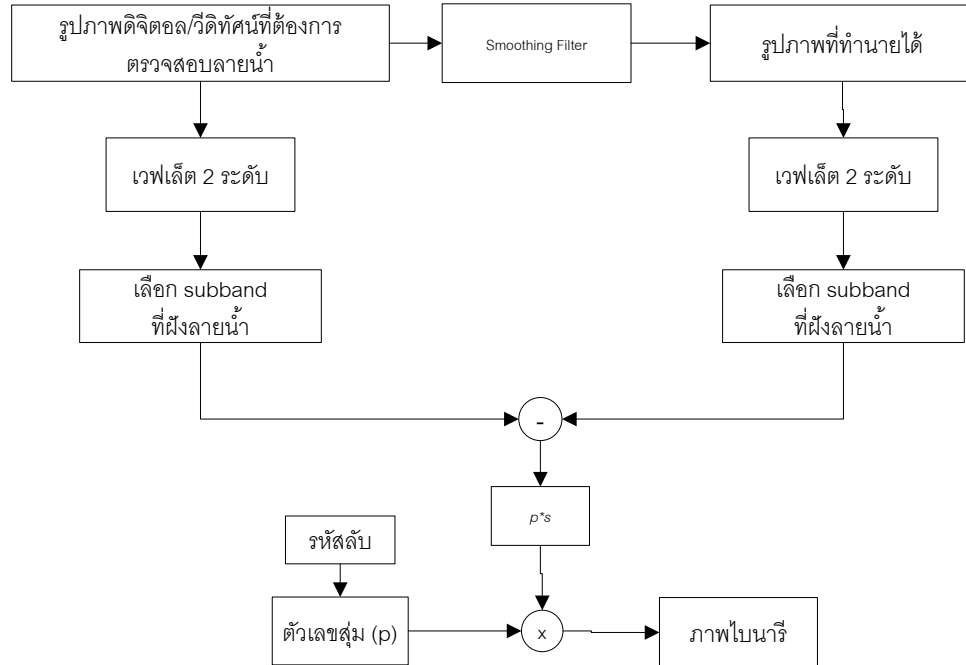 รูปภาพดิจิตอล/วีดิทัศน์ที่ต้องการ
ตรวจสอบลายน้ำ
Smoothing Filter
รูปภาพที่ทำนายได้
เวฟเล็ต 2 ระดับ
เวฟเล็ต 2 ระดับ
เลือก subband
ที่ฝังลายน้ำ
เลือก subband
ที่ฝังลายน้ำ
-
p*s
รหัสลับ
ตัวเลขสุ่ม (p)
x
ภาพไบนารี